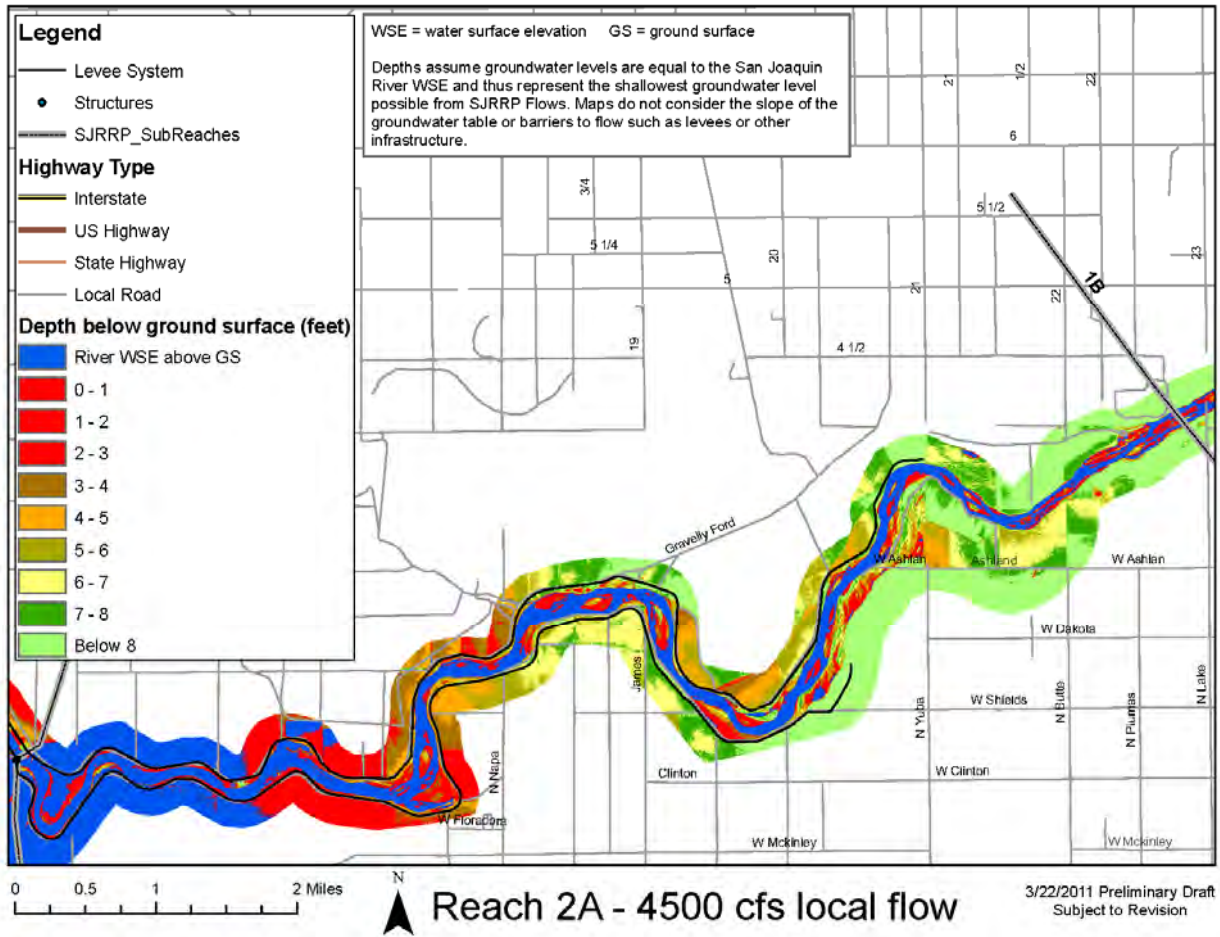 Legend
Levee System
Structures
SJRRP_SubReaches
Highway Type
Interstate
US Highway
State Highway
Local Road
Depth below ground surface (feet)
River WSE above GS
0 - 1
1 - 2
2 - 3
3 - 4
4 - 5
5 - 6
6 - 7
7 - 8
Below 8
WSE = water surface elevation GS = ground surface
Depths assume groundwater levels are equal to the San Joaquin
River WSE and thus represent the shallowest groundwater level
possible from SJRRP Flows. Maps do not consider the slope of the
groundwater table or barriers to flow such as levees or other
infrastructure.
21
1/2
22
6
3/4
5 1/2
5 1/4
20
5
21
22
23
1B
19
4 1/2
Gravelly Ford
W Ashlan
Ashland
W Ashlan
W Dakota
James
W Shields
N Yuba
N Butte
N Plumas
N Lake
N Napa
Clinton
W Clinton
W Floradora
W Mckinley
W Mckinley
0 0.5 1 2 Miles
N
Reach 2A - 4500 cfs local flow
3/22/2011 Preliminary Draft
Subject to Revision